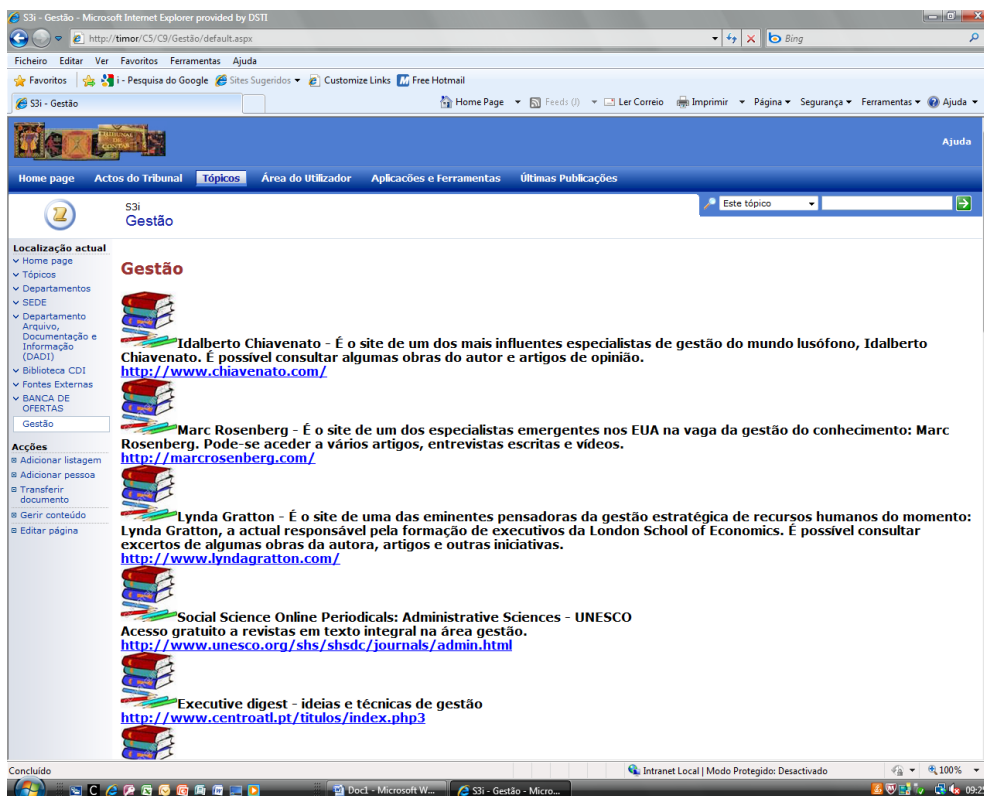 S3i - Gestão - Microsoft Internet Explorer provided by DSTI
http://timor/C5/C9/Gestão/default.aspx
Bing
Ficheiro Editar Ver Favoritos Ferramentas Ajuda
Favoritos i - Pesquisa do Google Sites Sugeridos Customize Links Free Hotmail
S3i - Gestão Home Page Feeds (J) Ler Correio Imprimir Página Segurança Ferramentas Ajuda
TRIBUNAL
DE
CONTAS
Ajuda
Home page Actos do Tribunal Tópicos Área do Utilizador Aplicacões e Ferramentas Últimas Publicações
Este tópico
S3i
Gestão
Localização actual
Home page
Tópicos
Departamentos
SEDE
Departamento
Arquivo,
Documentação e
Informação
(DADI)
Biblioteca CDI
Fontes Externas
BANCA DE
OFERTAS
Gestão
Acções
Adicionar listagem
Adicionar pessoa
Transferir
documento
Gerir conteúdo
Editar página
Gestão
Idalberto Chiavenato - É o site de um dos mais influentes especialistas de gestão do mundo lusófono, Idalberto
Chiavenato. É possível consultar algumas obras do autor e artigos de opinião.
http://www.chiavenato.com/
Marc Rosenberg - É o site de um dos especialistas emergentes nos EUA na vaga da gestão do conhecimento: Marc
Rosenberg. Pode-se aceder a vários artigos, entrevistas escritas e vídeos.
http://marcrosenberg.com/
Lynda Gratton - É o site de uma das eminentes pensadoras da gestão estratégica de recursos humanos do momento:
Lynda Gratton, a actual responsável pela formação de executivos da London School of Economics. É possível consultar
excertos de algumas obras da autora, artigos e outras iniciativas.
http://www.lyndagratton.com/
Social Science Online Periodicals: Administrative Sciences - UNESCO
Acesso gratuito a revistas em texto integral na área gestão.
http://www.unesco.org/shs/shsdc/journals/admin.html
Executive digest - ideias e técnicas de gestão
http://www.centroatl.pt/titulos/index.php3
Concluído Intranet Local | Modo Protegido: Desactivado 100%
Doc1 - Microsoft W... S3i - Gestão - Micro... 09:25